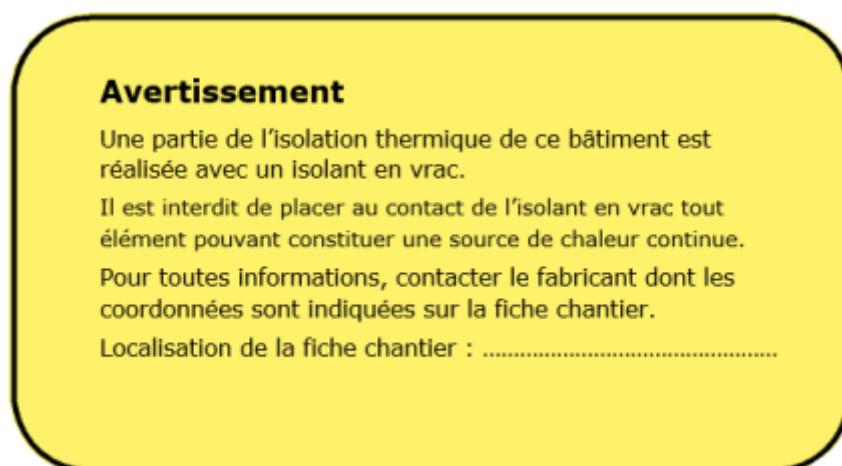 Avertissement
Une partie de l’isolation thermique de ce bâtiment est
réalisée avec un isolant en vrac.
Il est interdit de placer au contact de l’isolant en vrac tout
élément pouvant constituer une source de chaleur continue.
Pour toutes informations, contacter le fabricant dont les
coordonnées sont indiquées sur la fiche chantier.
Localisation de la fiche chantier : ................................................